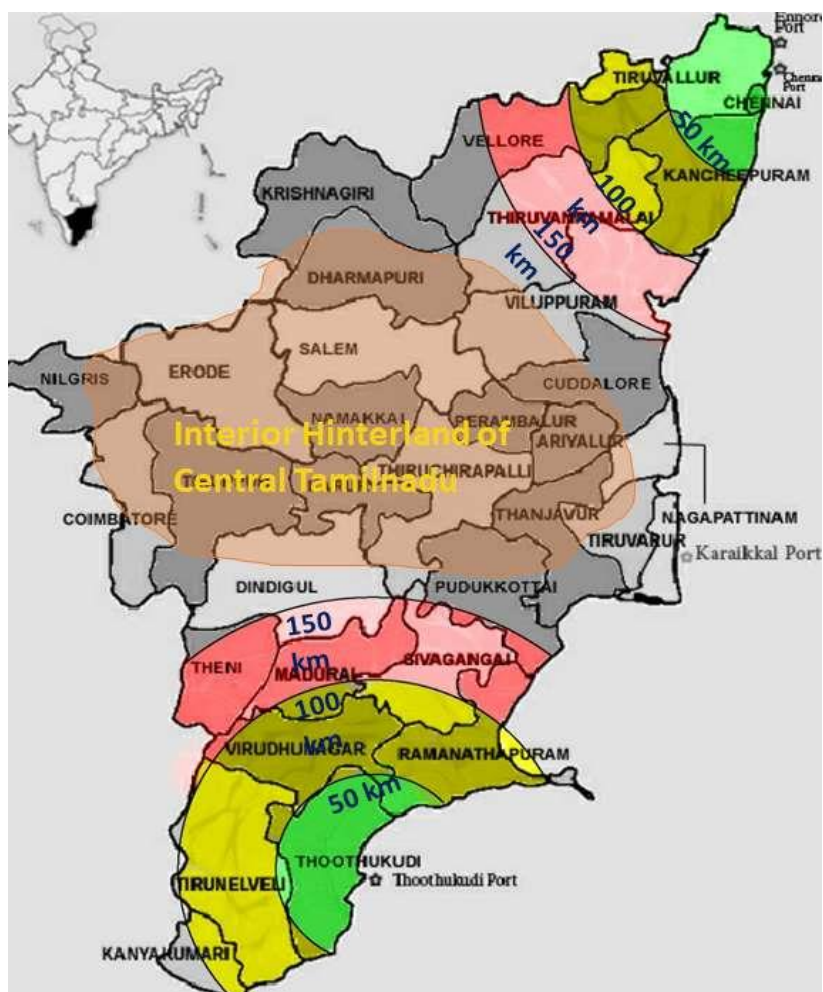 Ennore
Port
TIRUVALLUR
Chennai
Port
CHENNAI
50 km
VELLORE
KANCHEEPURAM
100
km
KRISHNAGIRI
150
km
DHARMAPURI
VILUPPURAM
SALEM
ERODE
NILGRIS
CUDDALORE
NAMAKKAL
PERAMBALUR
Interior Hinterland of
ARIYALUR
THIRUCHIRAPALLI
Central Tamilnadu
THANJAVUR
COIMBATORE
NAGAPATTINAM
TIRUVARUR
Karaikkal Port
DINDIGUL
PUDUKKOTTAI
150
km
THENI
SIVAGANGAI
MADURAI
100
km
VIRUDHUNAGAR
RAMANATHAPURAM
50 km
THOOTHUKUDI
Thoothukudi Port
TIRUNELVELI
KANYAKUMARI